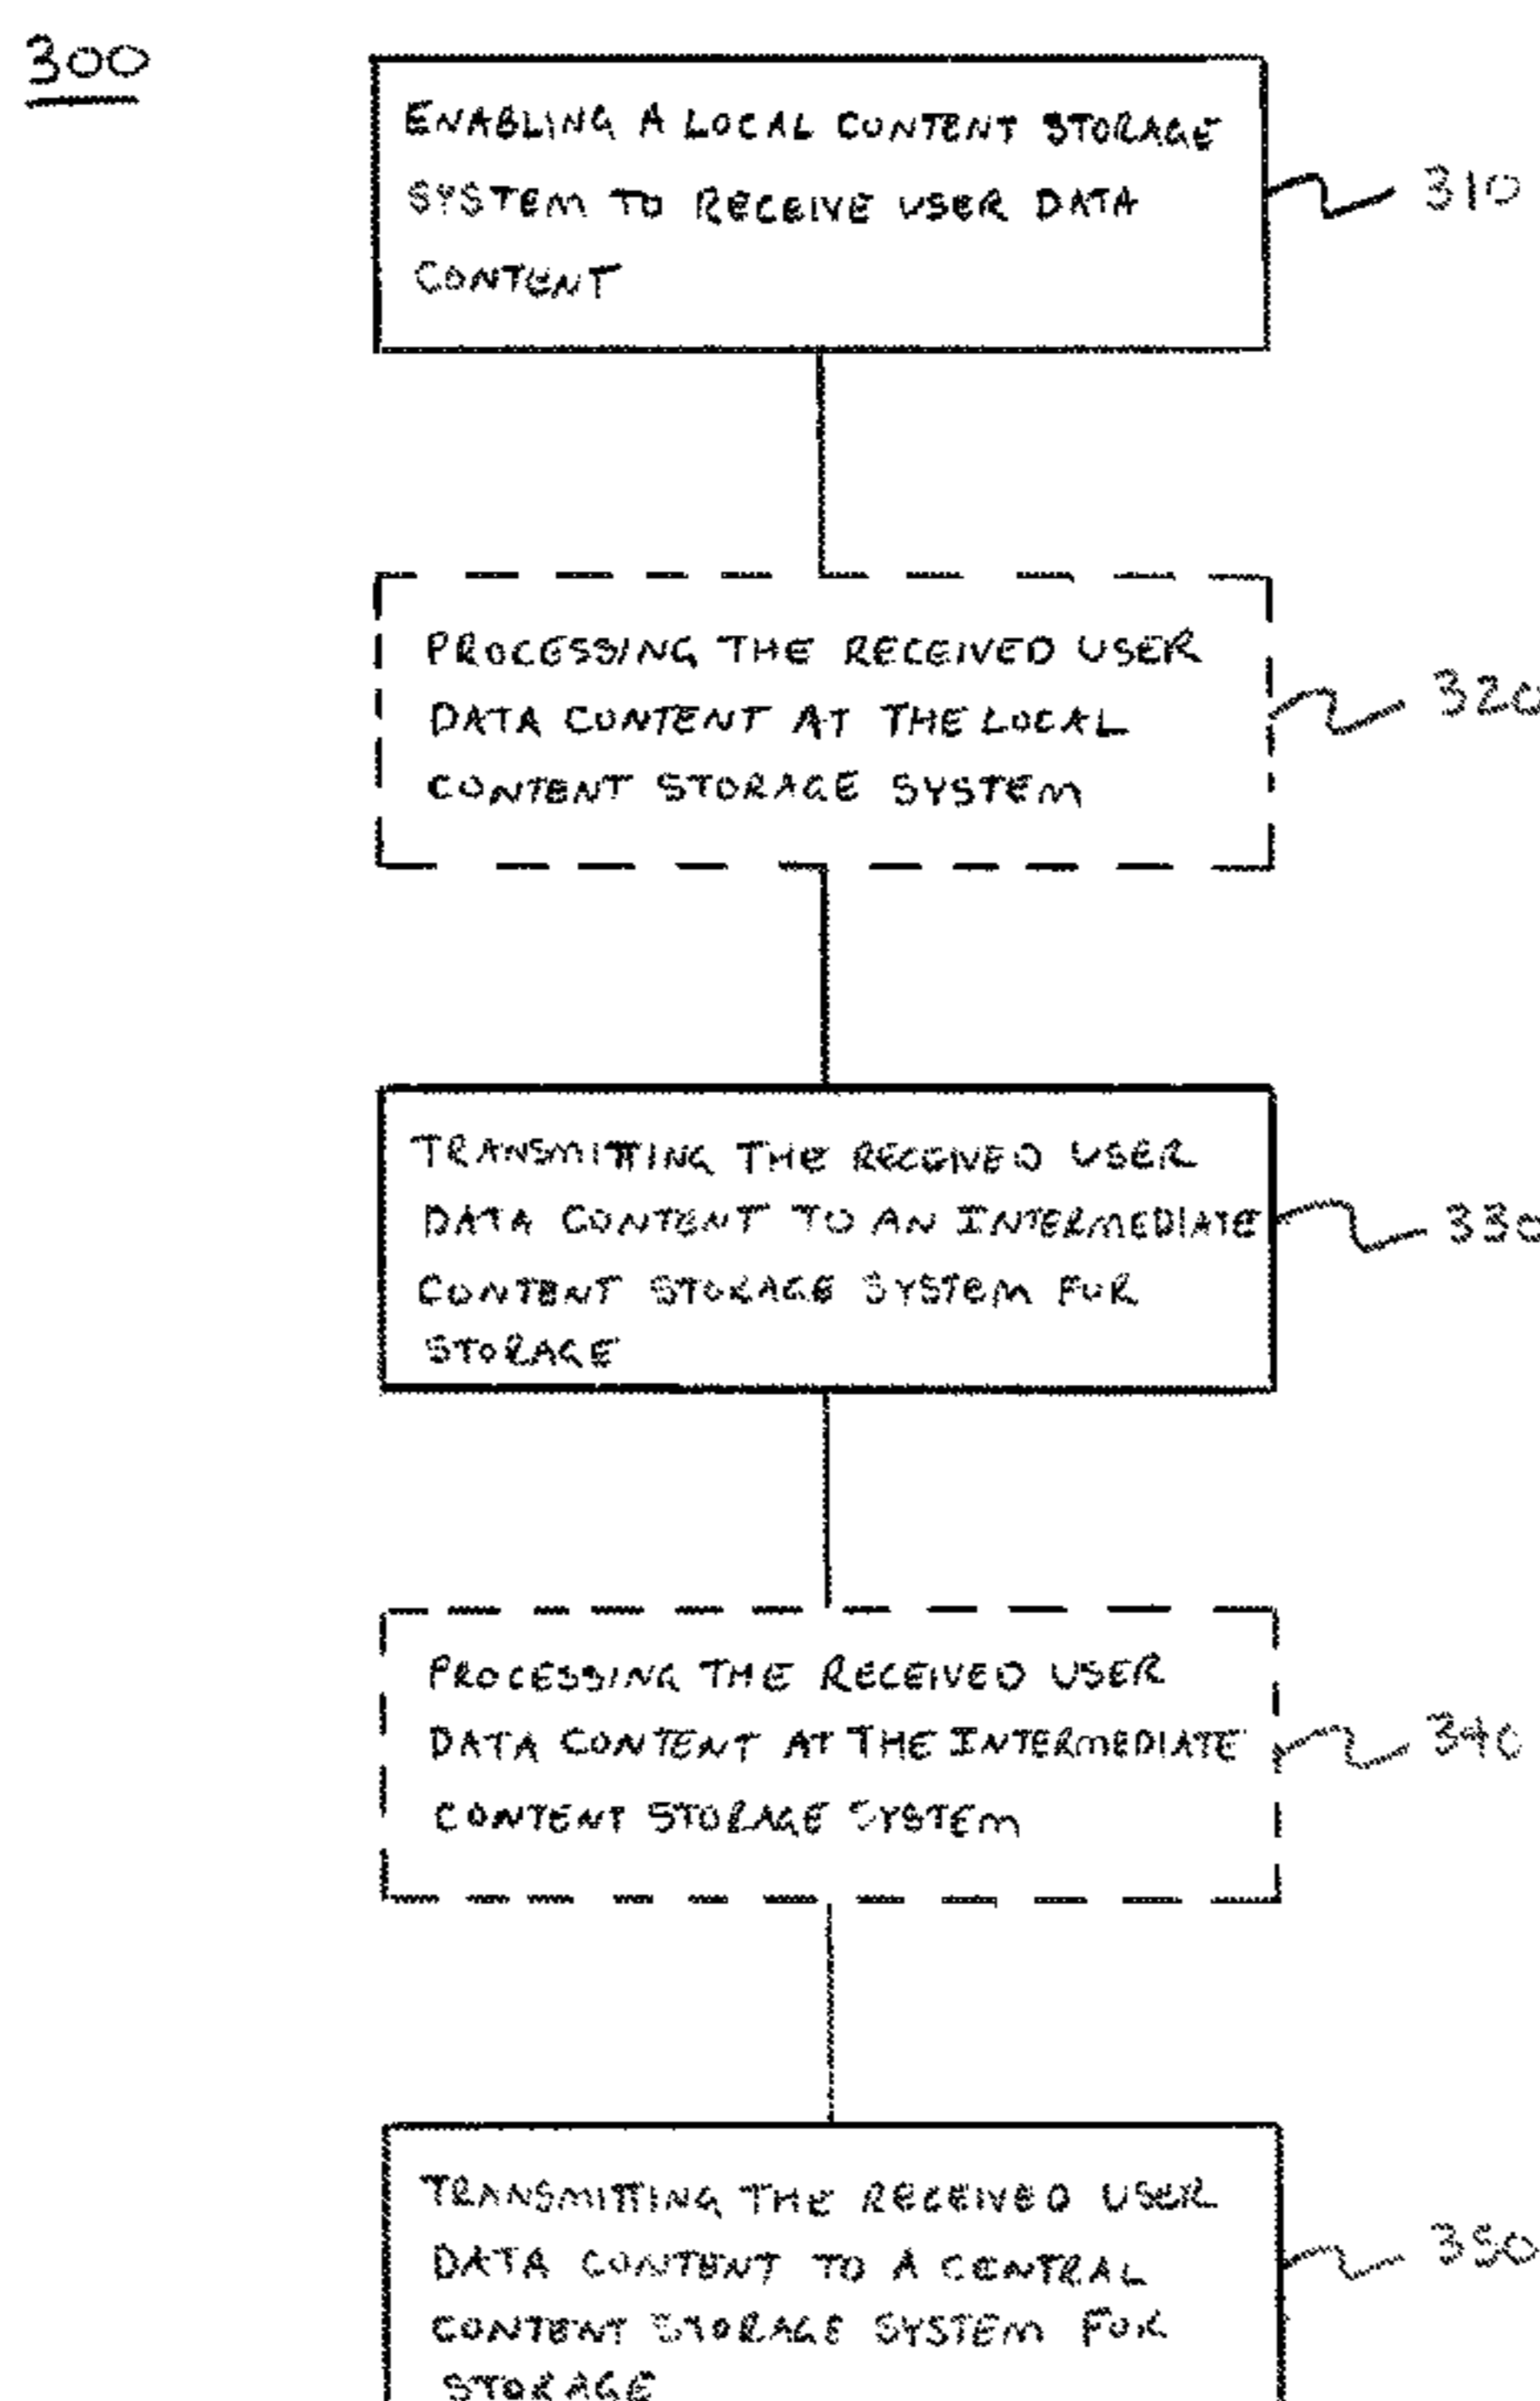 300
ENABLING A LOCAL CONTENT STORAGE
SYSTEM TO RECEIVE USER DATA
CONTENT
310
PROCESSING THE RECEIVED USER
DATA CONTENT AT THE LOCAL
CONTENT STORAGE SYSTEM
320
TRANSMITTING THE RECEIVED USER
DATA CONTENT TO AN INTERMEDIATE
CONTENT STORAGE SYSTEM FOR
STORAGE
330
PROCESSING THE RECEIVED USER
DATA CONTENT AT THE INTERMEDIATE
CONTENT STORAGE SYSTEM
340
TRANSMITTING THE RECEIVED USER
DATA CONTENT TO A CENTRAL
CONTENT STORAGE SYSTEM FOR
STORAGE
350